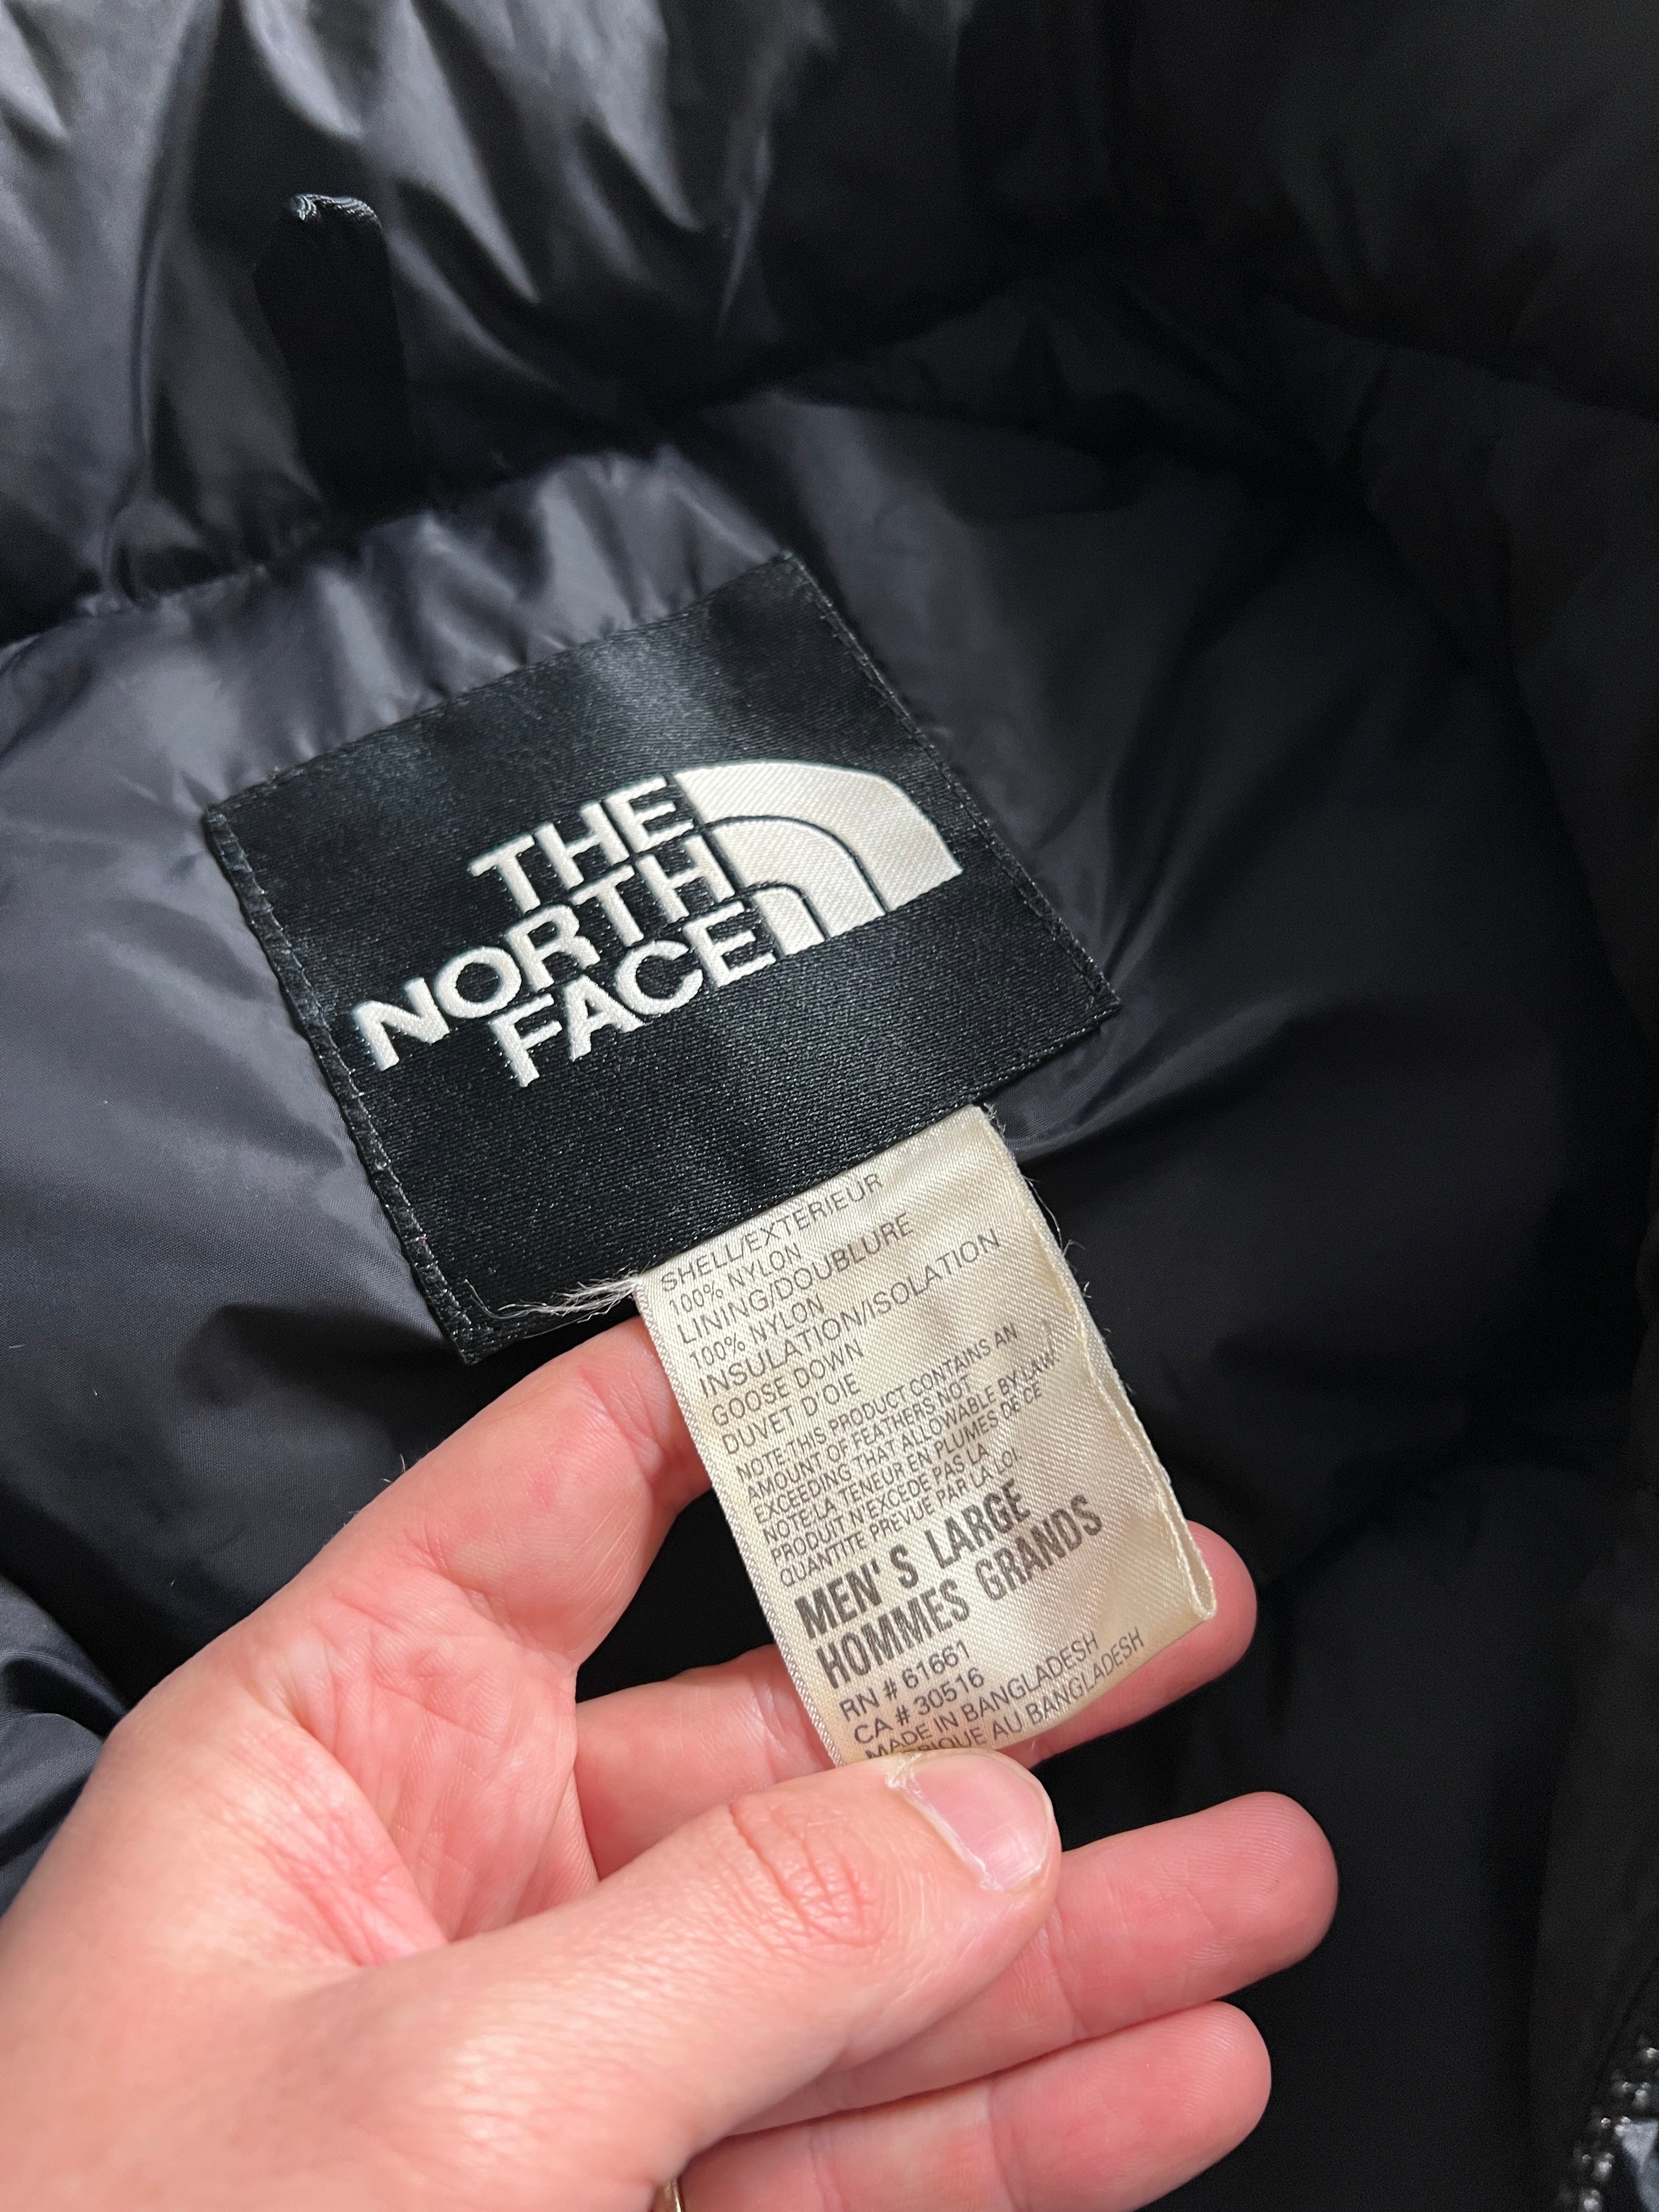 THE
NORTH
FACE
SHELL/EXTERIEUR
100% NYLON
LINING/DOUBLURE
100% NYLON
INSULATION/ISOLATION
GOOSE DOWN
DUVET D'OIE
NOTE-THIS PRODUCT CONTAINS AN
AMOUNT OF FEATHERS NOT
EXCEEDING THAT ALLOWABLE BY LAW.
NOTE:LA TENEUR EN PLUMES DE CE
PRODUIT N'EXCEDE PAS LA
QUANTITE PREVUE PAR LA LOI.
MEN'S LARGE
HOMMES GRANDS
RN # 61661
CA # 30516
MADE IN BANGLADESH
AU BANGLADESH